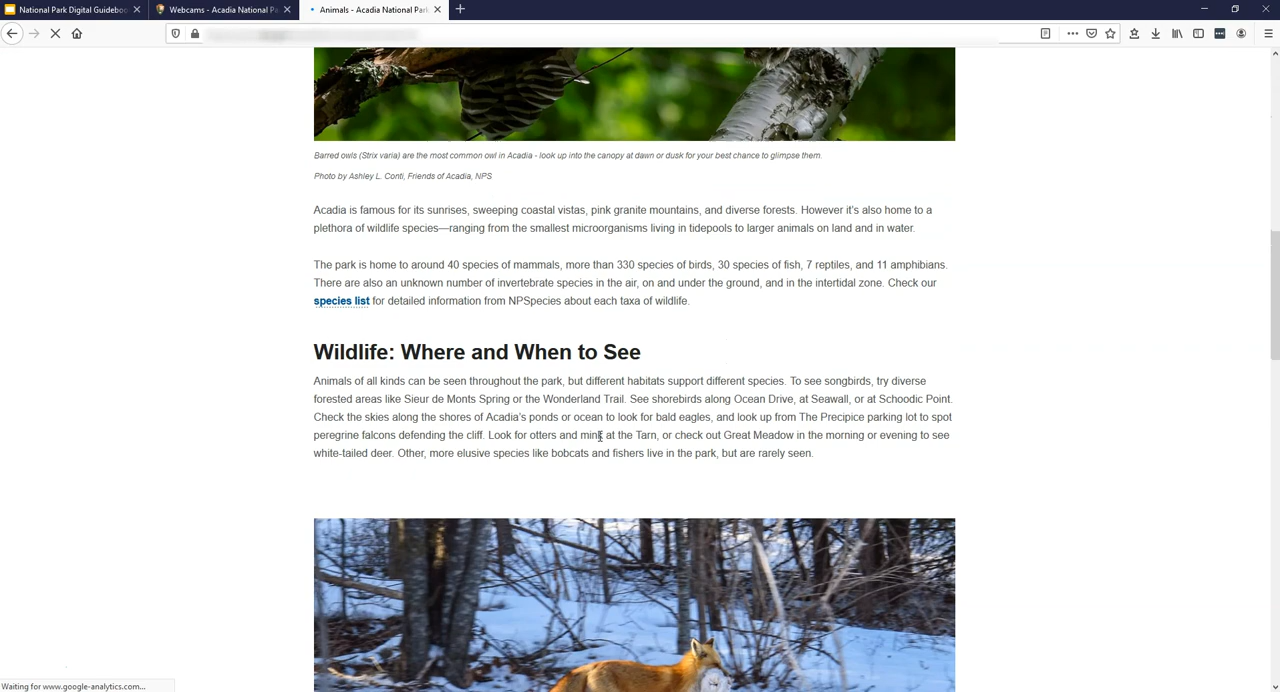 National Park Digital Guideboo
Webcams - Acadia National Pa
Animals - Acadia National Park
Barred owls (Strix varia) are the most common owl in Acadia - look up into the canopy at dawn or dusk for your best chance to glimpse them.
Photo by Ashley L. Conti, Friends of Acadia, NPS
Acadia is famous for its sunrises, sweeping coastal vistas, pink granite mountains, and diverse forests. However it's also home to a
plethora of wildlife species—ranging from the smallest microorganisms living in tidepools to larger animals on land and in water.
The park is home to around 40 species of mammals, more than 330 species of birds, 30 species of fish, 7 reptiles, and 11 amphibians.
There are also an unknown number of invertebrate species in the air, on and under the ground, and in the intertidal zone. Check our
species list for detailed information from NPSpecies about each taxa of wildlife.
Wildlife: Where and When to See
Animals of all kinds can be seen throughout the park, but different habitats support different species. To see songbirds, try diverse
forested areas like Sieur de Monts Spring or the Wonderland Trail. See shorebirds along Ocean Drive, at Seawall, or at Schoodic Point.
Check the skies along the shores of Acadia's ponds or ocean to look for bald eagles, and look up from The Precipice parking lot to spot
peregrine falcons defending the cliff. Look for otters and mink at the Tarn, or check out Great Meadow in the morning or evening to see
white-tailed deer. Other, more elusive species like bobcats and fishers live in the park, but are rarely seen.
Waiting for www.google-analytics.com...